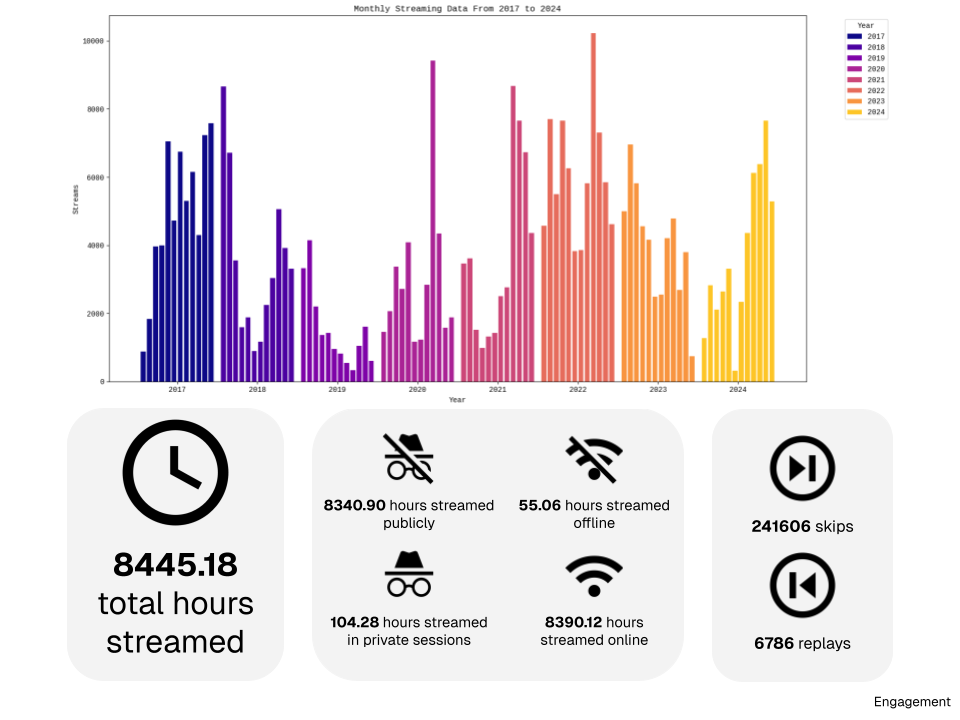 Monthly Streaming Data From 2017 to 2024
Streams
10000
8000
6000
4000
2000
0
2017 2018 2019 2020 2021 2022 2023 2024
Year
Year
2017
2018
2019
2020
2021
2022
2023
2024
8445.18
total hours
streamed
8340.90 hours streamed
publicly
55.06 hours streamed
offline
104.28 hours streamed
in private sessions
8390.12 hours
streamed online
241606 skips
6786 replays
Engagement